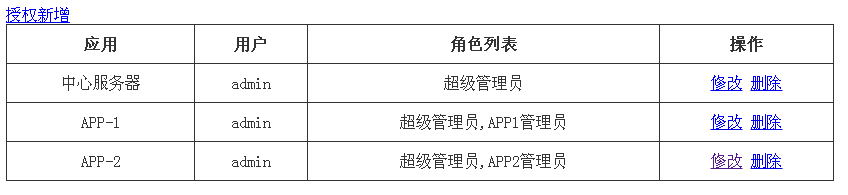 授权新增
应用 用户 角色列表 操作
中心服务器 admin 超级管理员 修改 删除
APP-1 admin 超级管理员,APP1管理员 修改 删除
APP-2 admin 超级管理员,APP2管理员 修改 删除